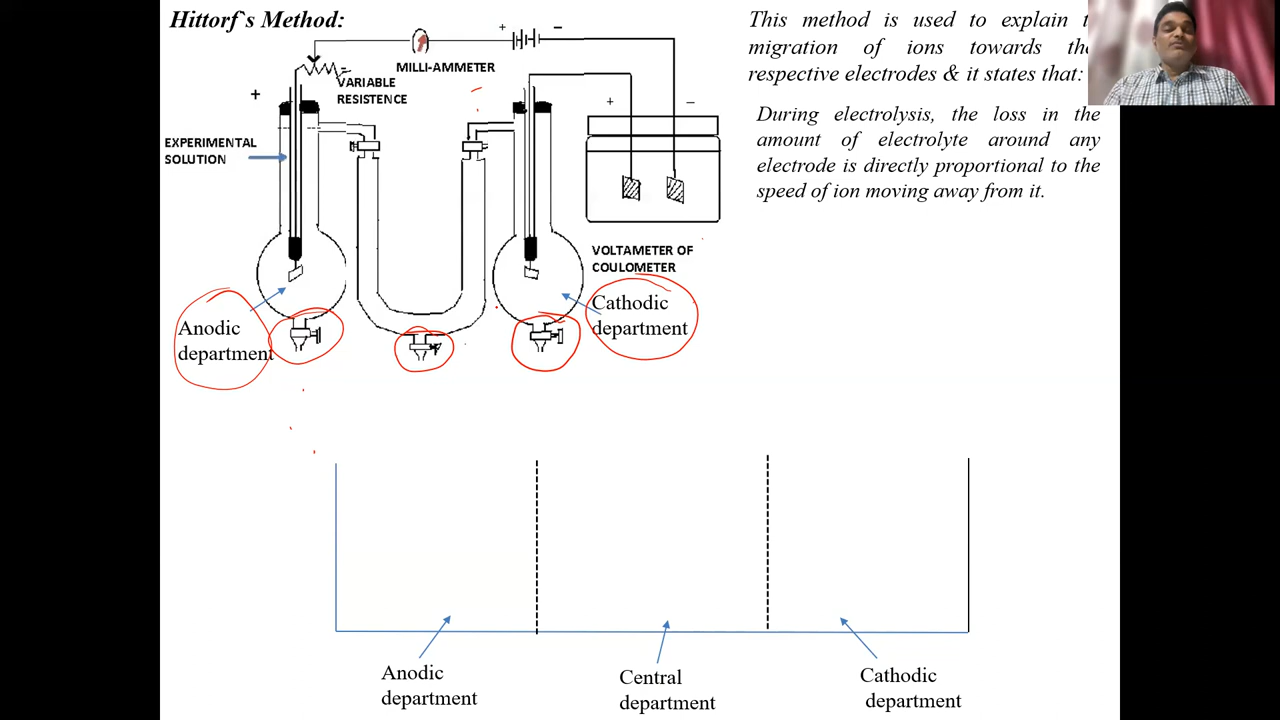 Hittorf`s Method:
+
−
MILLI-AMMETER
VARIABLE
RESISTENCE
+
EXPERIMENTAL
SOLUTION
+ −
VOLTAMETER OF
COULOMETER
Anodic
department
Cathodic
department
This method is used to explain
migration of ions towards
respective electrodes & it states that:
During electrolysis, the loss in the
amount of electrolyte around any
electrode is directly proportional to the
speed of ion moving away from it.
Anodic
department
Central
department
Cathodic
department